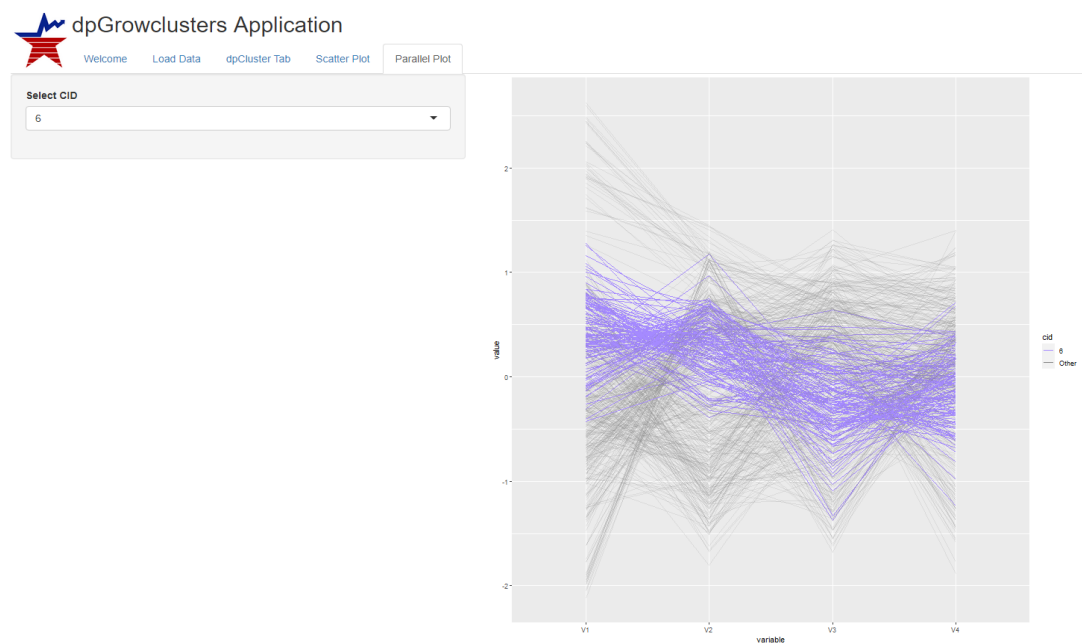 dpGrowclusters Application
Welcome Load Data dpCluster Tab Scatter Plot Parallel Plot
Select CID
6
2
1
0
-1
-2
value
V1 V2 V3 V4
variable
cid
6
Other